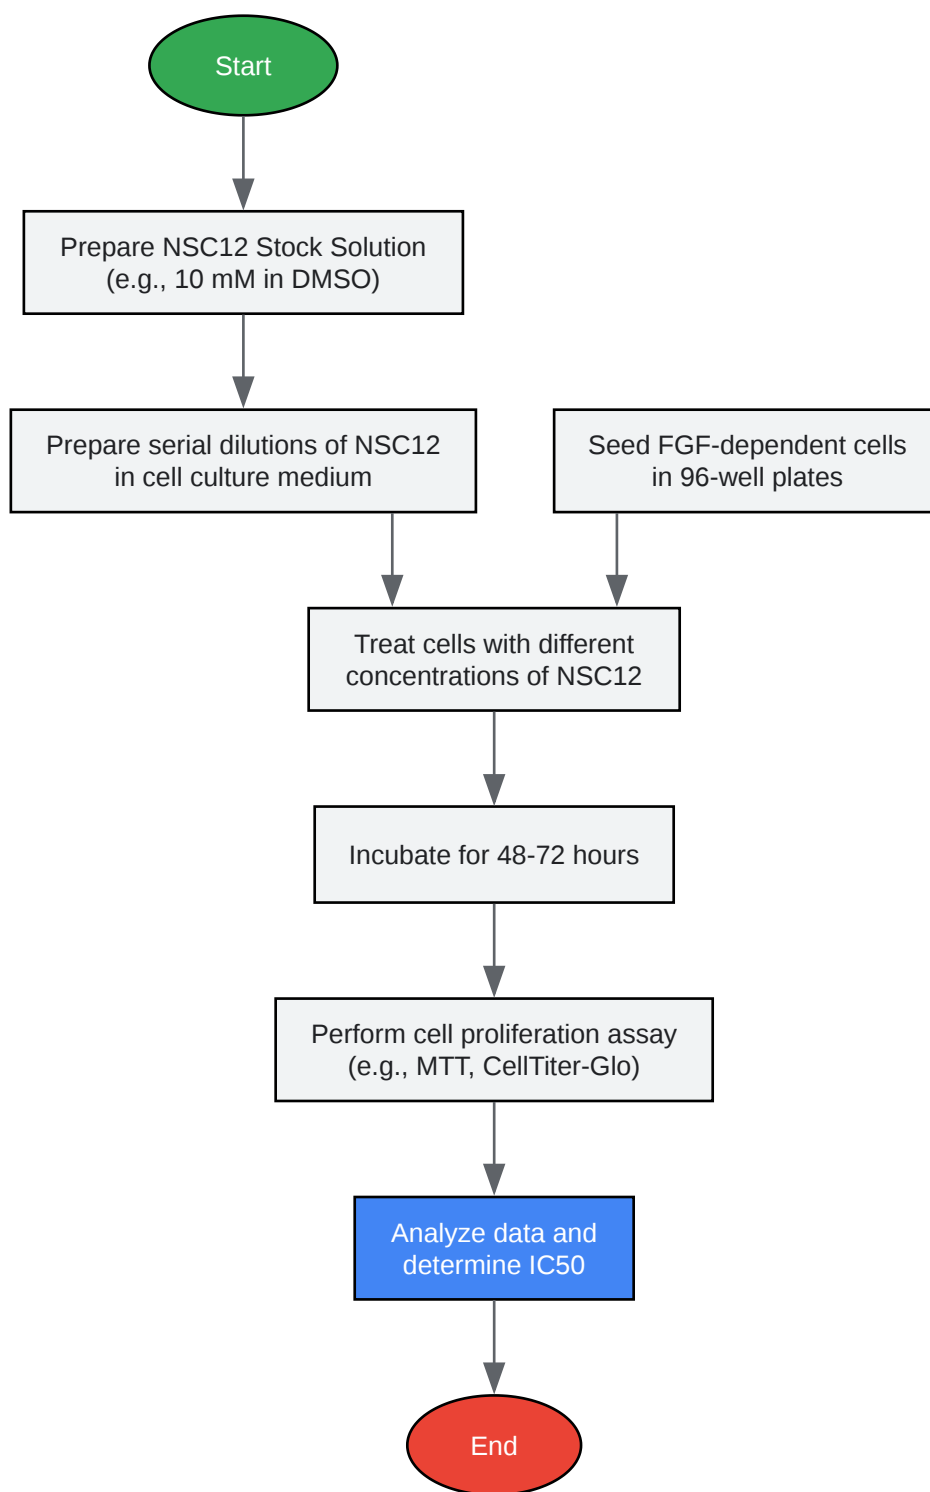 Start
Prepare NSC12 Stock Solution
(e.g., 10 mM in DMSO)
Prepare serial dilutions of NSC12
in cell culture medium
Seed FGF-dependent cells
in 96-well plates
Treat cells with different
concentrations of NSC12
Incubate for 48-72 hours
Perform cell proliferation assay
(e.g., MTT, CellTiter-Glo)
Analyze data and
determine IC50
End